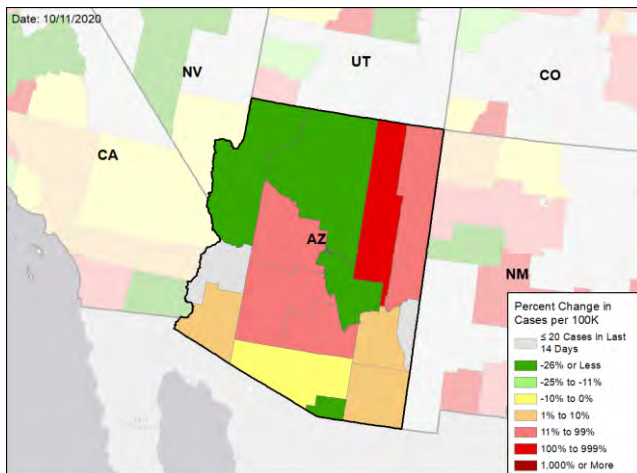 Date: 10/11/2020
NV
UT
CO
CA
AZ
NM
Percent Change in
Cases per 100K
≤ 20 Cases in Last
14 Days
-26% or Less
-25% to -11%
-10% to 0%
1% to 10%
11% to 99%
100% to 999%
1,000% or More